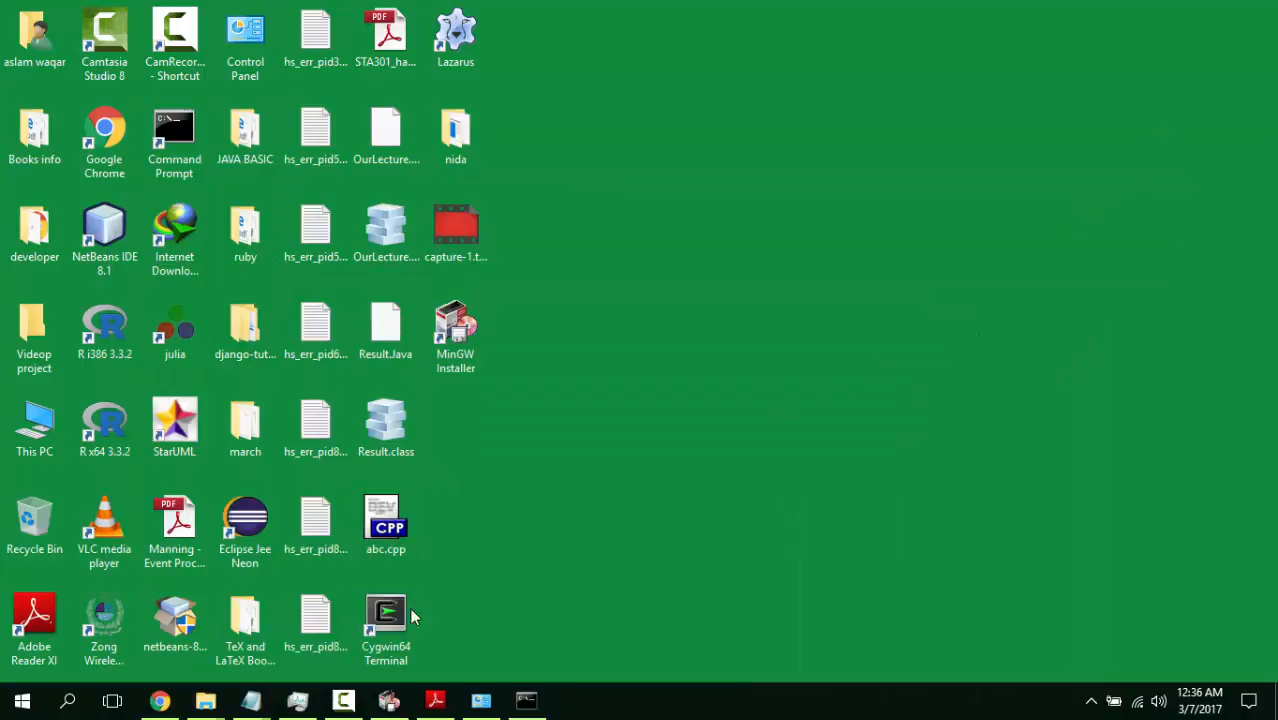 aslam waqar
Camtasia
Studio 8
CamRecor...
- Shortcut
Control
Panel
hs_err_pid3...
PDF
STA301_ha...
Lazarus
Books info
Google
Chrome
C:\_
Command
Prompt
JAVA BASIC
hs_err_pid5...
OurLecture....
nida
developer
NetBeans IDE
8.1
Internet
Downlo...
ruby
hs_err_pid5...
OurLecture....
capture-1.t...
Videop
project
R i386 3.3.2
julia
django-tut...
hs_err_pid6...
Result.Java
MinGW
Installer
This PC
R x64 3.3.2
StarUML
march
hs_err_pid8...
Result.class
Recycle Bin
VLC media
player
PDF
Manning -
Event Proc...
Eclipse Jee
Neon
hs_err_pid8...
CPP
abc.cpp
Adobe
Reader XI
Zong
Wirele...
netbeans-8...
TeX and
LaTeX Boo...
hs_err_pid8...
Cygwin64
Terminal
12:36 AM
3/7/2017